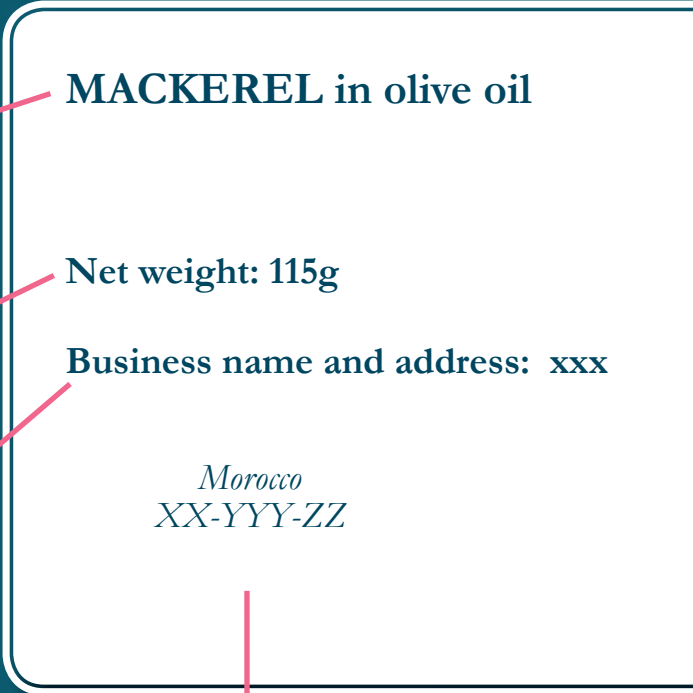 MACKEREL in olive oil
Net weight: 115g
Business name and address: xxx
Morocco
XX-YYY-ZZ